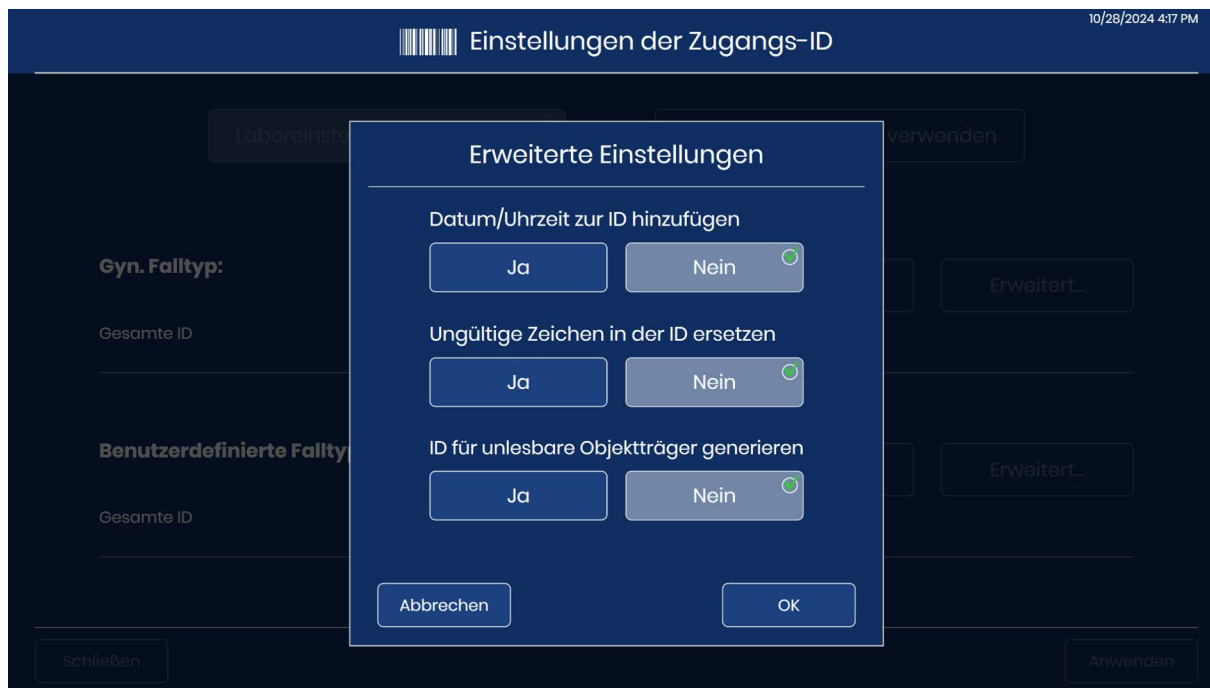 10/28/2024 4:17 PM
Einstellungen der Zugangs-ID
verwenden
Erweiterte Einstellungen
Datum/Uhrzeit zur ID hinzufügen
Ja Nein
Gyn. Falltyp:
Erweitert...
Gesamte ID
Ungültige Zeichen in der ID ersetzen
Ja Nein
Benutzerdefinierte
ID für unlesbare Objektträger generieren
Erweitert...
Ja Nein
Gesamte ID
Abbrechen OK
Schließen Anwenden